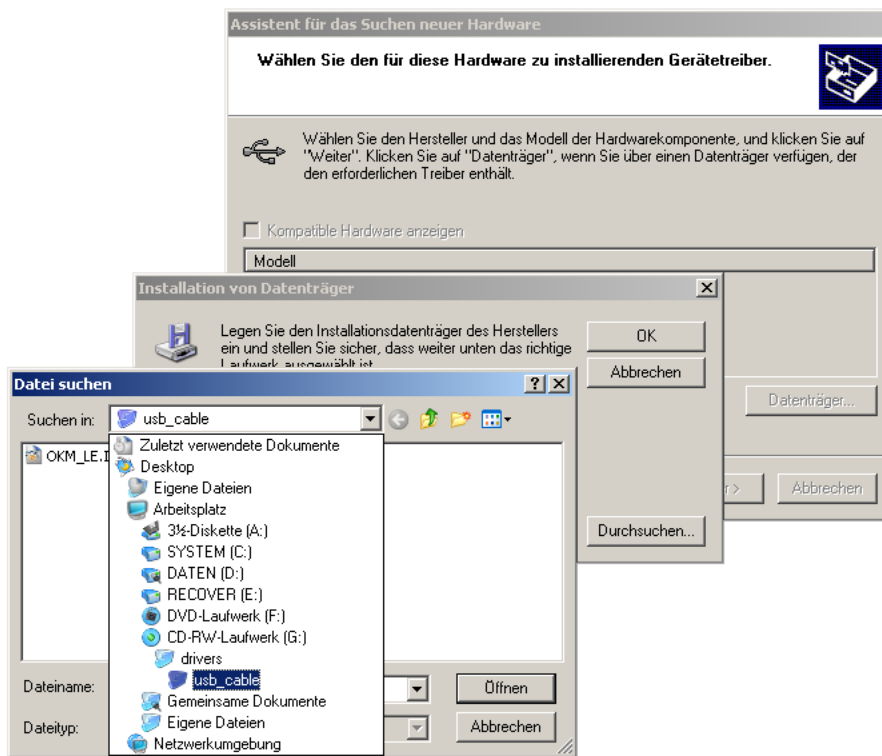 Assistent für das Suchen neuer Hardware
Wählen Sie den für diese Hardware zu installierenden Gerätetreiber.
Wählen Sie den Hersteller und das Modell der Hardwarekomponente, und klicken Sie auf
"Weiter". Klicken Sie auf "Datenträger", wenn Sie über einen Datenträger verfügen, der
den erforderlichen Treiber enthält.
Kompatible Hardware anzeigen
Modell
Datenträger...
Abbrechen
Installation von Datenträger
Legen Sie den Installationsdatenträger des Herstellers
ein und stellen Sie sicher, dass weiter unten das richtige
Laufwerk ausgewählt ist.
OK
Abbrechen
Durchsuchen...
Datei suchen
Suchen in:
usb_cable
OKM_LE.I
Zuletzt verwendete Dokumente
Desktop
Eigene Dateien
Arbeitsplatz
3½-Diskette (A:)
SYSTEM (C:)
DATEN (D:)
RECOVER (E:)
DVD-Laufwerk (F:)
CD-RW-Laufwerk (G:)
drivers
usb_cable
Gemeinsame Dokumente
Eigene Dateien
Netzwerkumgebung
Dateiname:
Öffnen
Dateityp:
Abbrechen